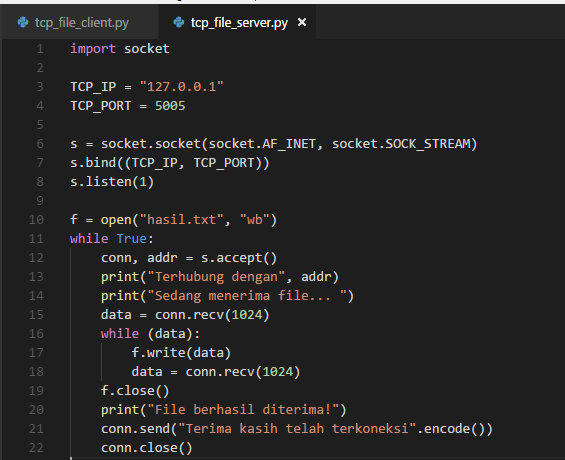 tcp_file_client.py tcp_file_server.py ×
1 import socket
2
3 TCP_IP = "127.0.0.1"
4 TCP_PORT = 5005
5
6 s = socket.socket(socket.AF_INET, socket.SOCK_STREAM)
7 s.bind((TCP_IP, TCP_PORT))
8 s.listen(1)
9
10 f = open("hasil.txt", "wb")
11 while True:
12     conn, addr = s.accept()
13     print("Terhubung dengan", addr)
14     print("Sedang menerima file... ")
15     data = conn.recv(1024)
16     while (data):
17         f.write(data)
18         data = conn.recv(1024)
19     f.close()
20     print("File berhasil diterima!")
21     conn.send("Terima kasih telah terkoneksi".encode())
22     conn.close()